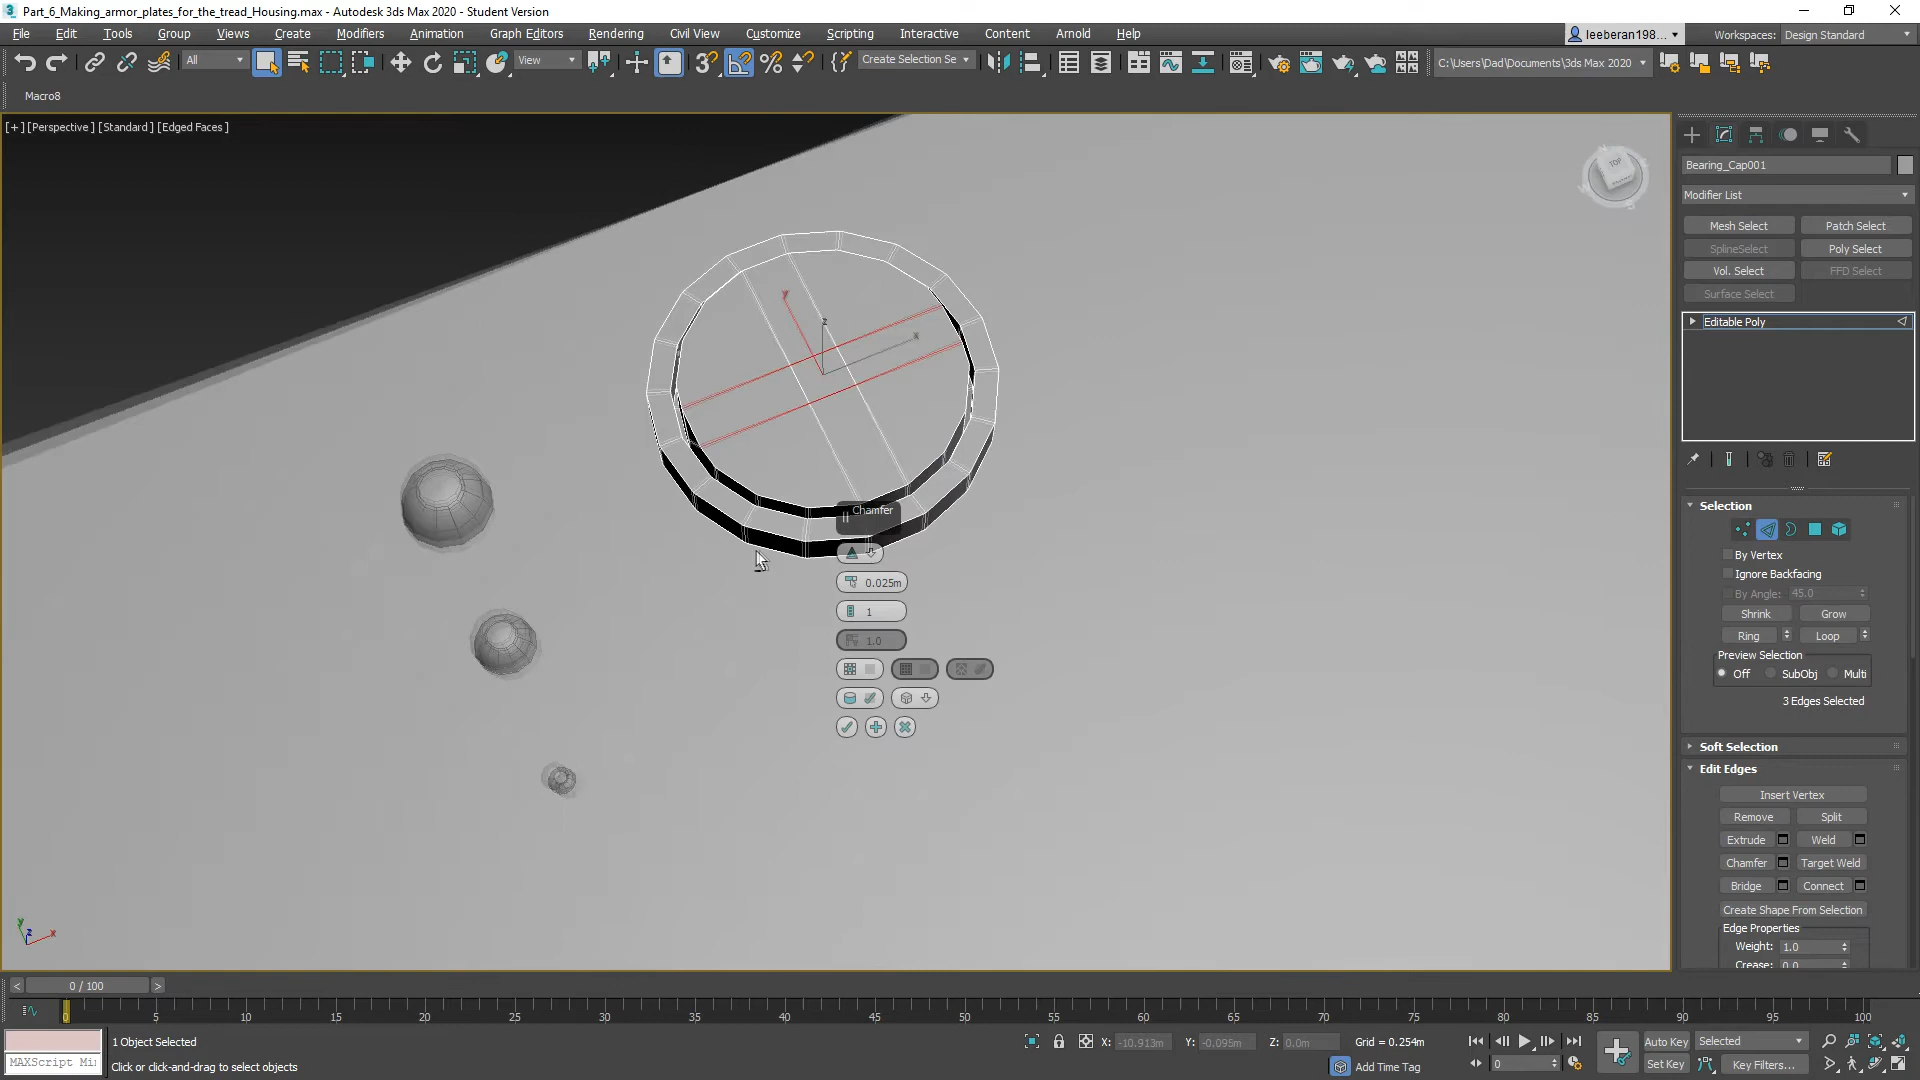 Part_6_Making_armor_plates_for_the_tread_Housing.max - Autodesk 3ds Max 2020 - Student Version
File Edit Tools Group Views Create Modifiers Animation Graph Editors Rendering Civil View Customize Scripting Interactive Content Arnold Help
leeberan198...
Workspaces: Design Standard
All
View
Create Selection Se
C:\Users\Dad\Documents\3ds Max 2020
Macro8
[+] [Perspective] [Standard] [Edged Faces]
TOP
Bearing_Cap001
Modifier List
Mesh Select Patch Select
SplineSelect Poly Select
Vol. Select FFD Select
Surface Select
Editable Poly
Selection
By Vertex
Ignore Backfacing
By Angle: 45.0
Shrink Grow
Ring Loop
Preview Selection
Off SubObj Multi
3 Edges Selected
Soft Selection
Edit Edges
Insert Vertex
Remove Split
Extrude Weld
Chamfer Target Weld
Bridge Connect
Create Shape From Selection
Edge Properties
Weight: 1.0
Crease: 0.0
y
z
x
Chamfer
0.025m
1
1.0
y
z
x
< 0 / 100 >
0 5 10 15 20 25 30 35 40 45 50 55 60 65 70 75 80 85 90 95 100
1 Object Selected
X: -10.913m Y: -0.095m Z: 0.0m Grid = 0.254m
Auto Key Selected
MAXScript Mi
Click or click-and-drag to select objects
Add Time Tag
0
Set Key Key Filters...